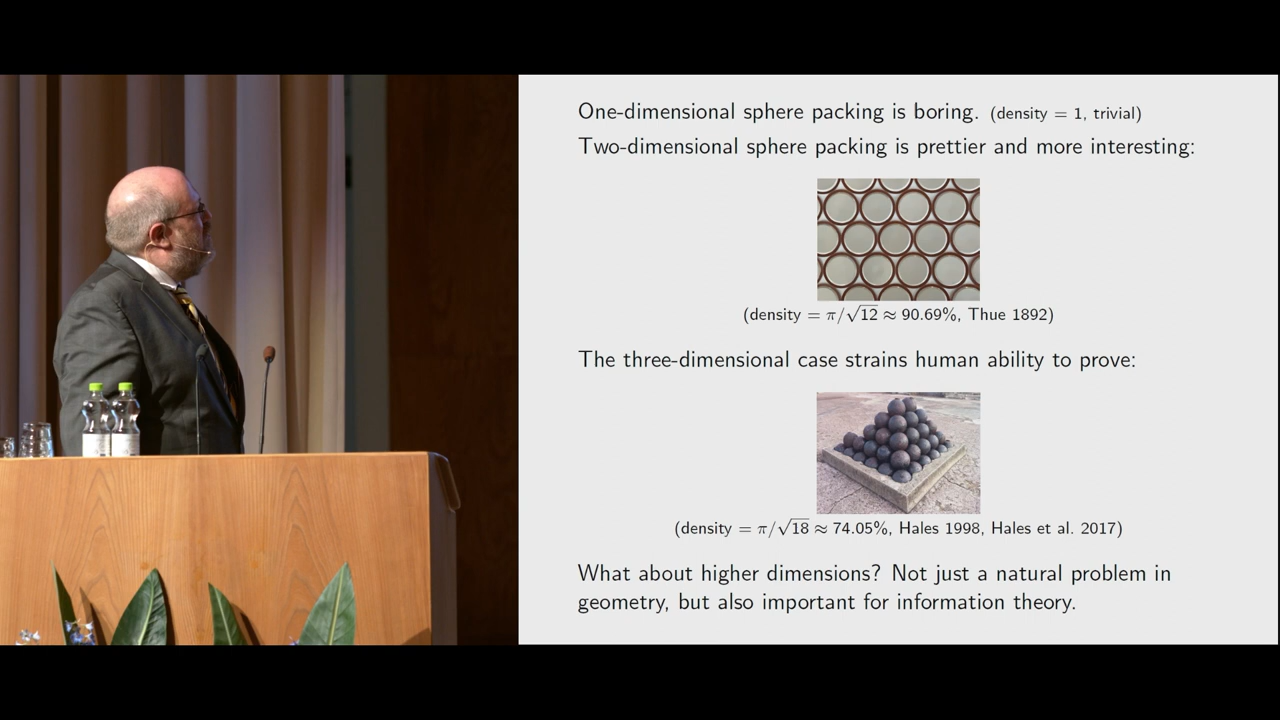 One-dimensional sphere packing is boring. (density = 1, trivial)
Two-dimensional sphere packing is prettier and more interesting:
(density = π/√12 ≈ 90.69%, Thue 1892)
The three-dimensional case strains human ability to prove:
(density = π/√18 ≈ 74.05%, Hales 1998, Hales et al. 2017)
What about higher dimensions? Not just a natural problem in
geometry, but also important for information theory.